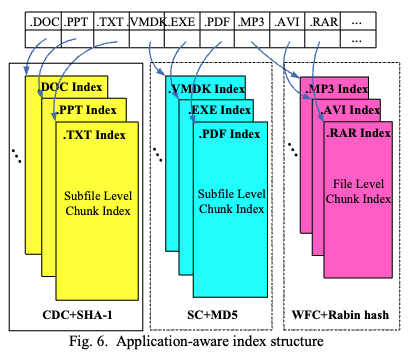 .DOC .PPT .TXT .VMDK .EXE .PDF .MP3 .AVI .RAR ...
...
.DOC Index
.PPT Index
.TXT Index
Subfile Level
Chunk Index
CDC+SHA-1
.VMDK Index
.EXE Index
.PDF Index
Subfile Level
Chunk Index
SC+MD5
.MP3 Index
.AVI Index
.RAR Index
File Level
Chunk Index
WFC+Rabin hash
Fig. 6. Application-aware index structure